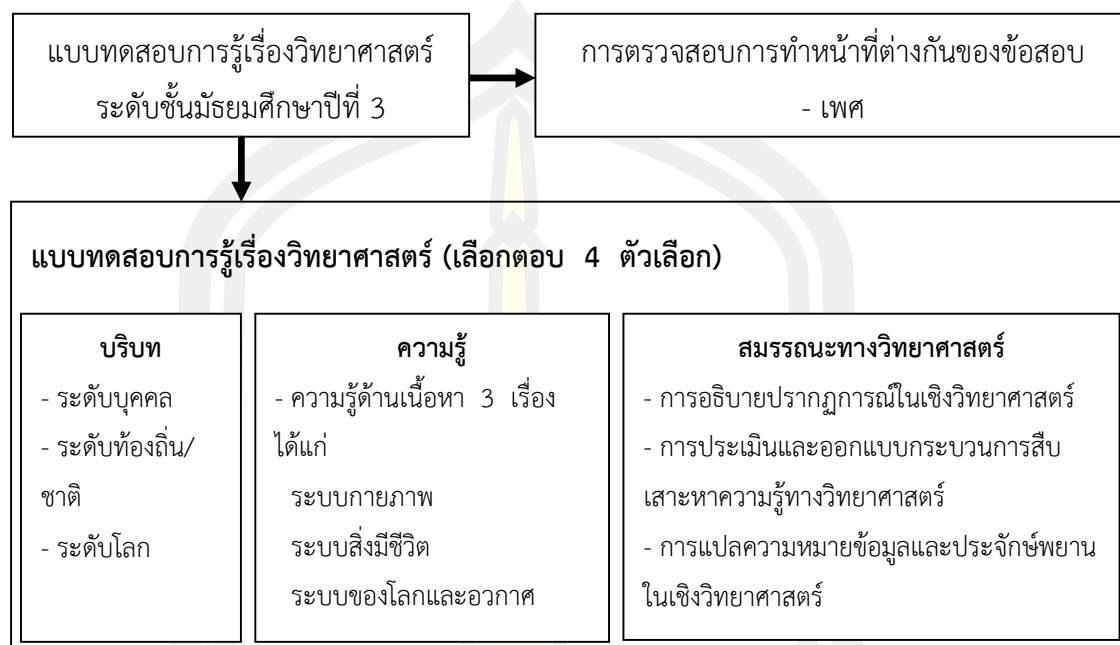 แบบทดสอบการรู้เรื่องวิทยาศาสตร์
ระดับชั้นมัธยมศึกษาปีที่ 3
การตรวจสอบการทำหน้าที่ต่างกันของข้อสอบ
- เพศ
แบบทดสอบการรู้เรื่องวิทยาศาสตร์ (เลือกตอบ 4 ตัวเลือก)
บริบท
- ระดับบุคคล
- ระดับท้องถิ่น/
ชาติ
- ระดับโลก
ความรู้
- ความรู้ด้านเนื้อหา 3 เรื่อง
ได้แก่
ระบบกายภาพ
ระบบสิ่งมีชีวิต
ระบบของโลกและอวกาศ
สมรรถนะทางวิทยาศาสตร์
- การอธิบายปรากฏการณ์ในเชิงวิทยาศาสตร์
- การประเมินและออกแบบกระบวนการสืบ
เสาะหาความรู้ทางวิทยาศาสตร์
- การแปลความหมายข้อมูลและประจักษ์พยาน
ในเชิงวิทยาศาสตร์